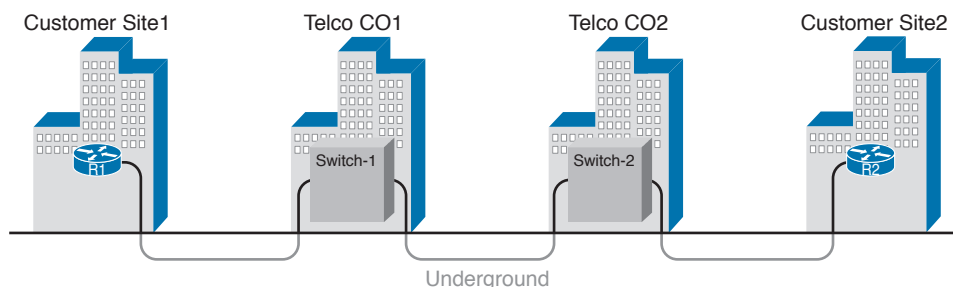 Customer Site1
Telco CO1
Telco CO2
Customer Site2
R1
Switch-1
Switch-2
R2
Underground